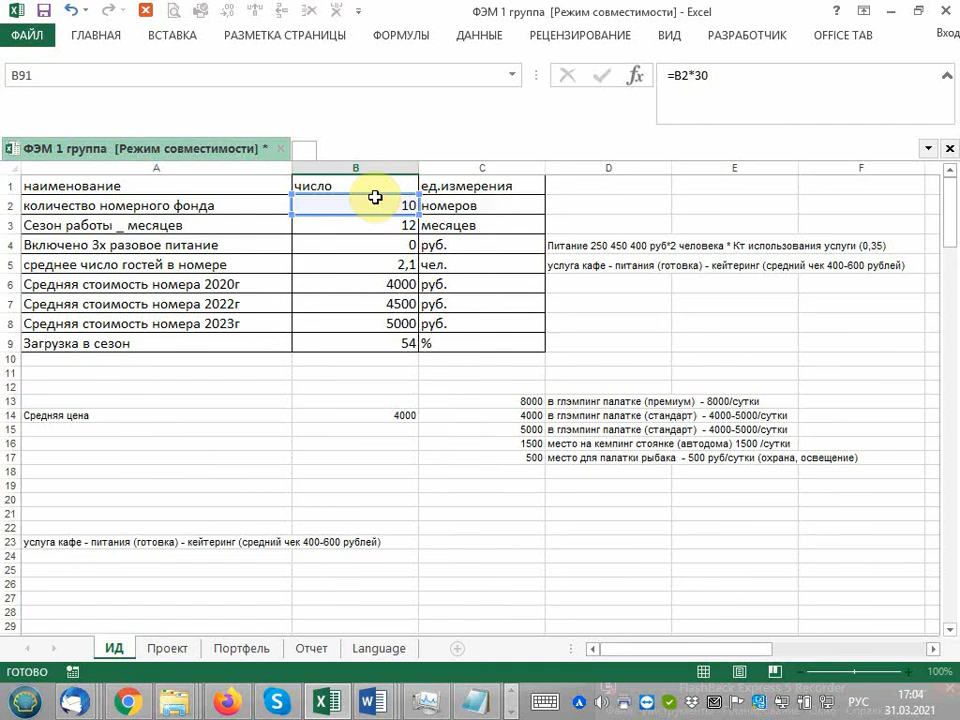 ФЭМ 1 группа [Режим совместимости] - Excel
ФАЙЛ ГЛАВНАЯ ВСТАВКА РАЗМЕТКА СТРАНИЦЫ ФОРМУЛЫ ДАННЫЕ РЕЦЕНЗИРОВАНИЕ ВИД РАЗРАБОТЧИК OFFICE TAB Вход
B91 fx =B2*30
ФЭМ 1 группа [Режим совместимости] *
A B C D E F
1 наименование число ед.измерения
2 количество номерного фонда 10 номеров
3 Сезон работы _ месяцев 12 месяцев
4 Включено 3х разовое питание 0 руб. Питание 250 450 400 руб*2 человека * Кт использования услуги (0,35)
5 среднее число гостей в номере 2,1 чел. услуга кафе - питания (готовка) - кейтеринг (средний чек 400-600 рублей)
6 Средняя стоимость номера 2020г 4000 руб.
7 Средняя стоимость номера 2022г 4500 руб.
8 Средняя стоимость номера 2023г 5000 руб.
9 Загрузка в сезон 54 %
10
11
12
13 8000 в глэмпинг палатке (премиум) - 8000/сутки
14 Средняя цена 4000 4000 в глэмпинг палатке (стандарт) - 4000-5000/сутки
15 5000 в глэмпинг палатке (стандарт) - 4000-5000/сутки
16 1500 место на кемпинг стоянке (автодома) 1500 /сутки
17 500 место для палатки рыбака - 500 руб/сутки (охрана, освещение)
18
19
20
21
22
23 услуга кафе - питания (готовка) - кейтеринг (средний чек 400-600 рублей)
24
25
26
27
28
29
ИД Проект Портфель Отчет Language
ГОТОВО 100%
FlashBack Express 5 Recorder
РУС 17:04
31.03.2021